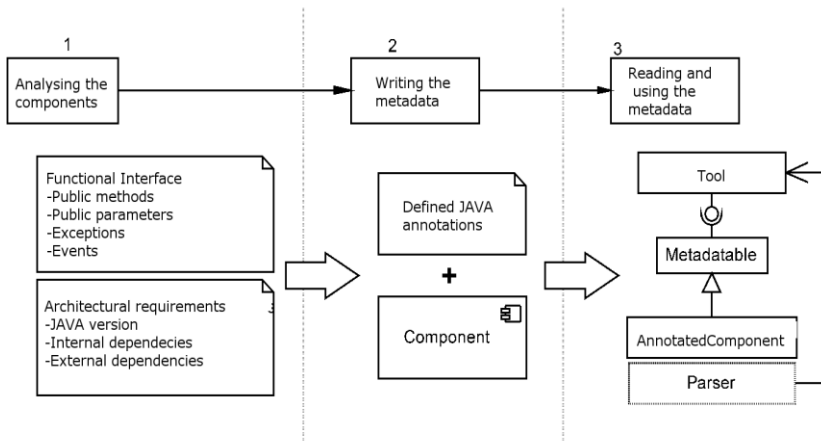 1
2
3
Analysing the
components
Writing the
metadata
Reading and
using the
metadata
Functional Interface
-Public methods
-Public parameters
-Exceptions
-Events
Architectural requirements
-JAVA version
-Internal dependecies
-External dependencies
3
Defined JAVA
annotations
+
Component
Tool
Metadatable
AnnotatedComponent
Parser